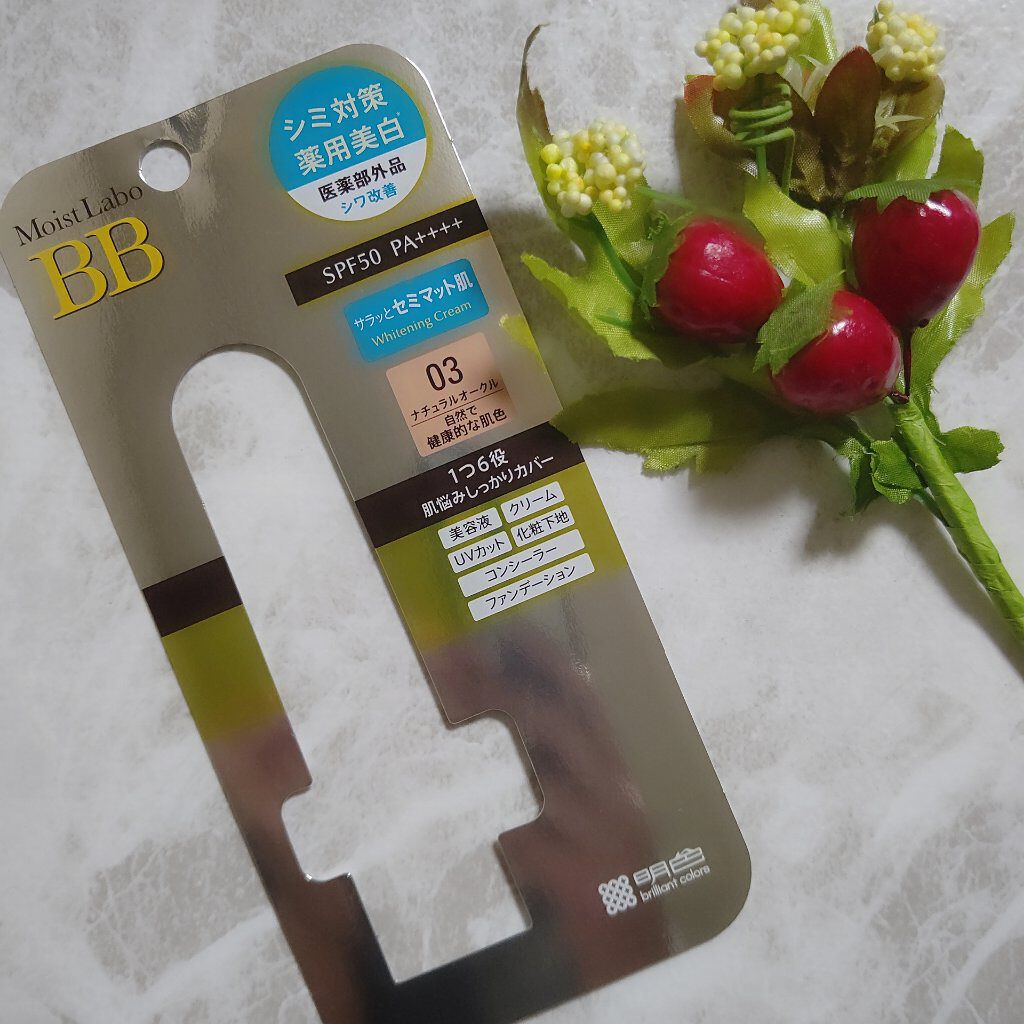 Moist Labo
BB
シミ対策
薬用美白*
医薬部外品
シワ改善
SPF50 PA++++
サラッとセミマット肌
Whitening Cream
03
ナチュラルオークル
自然で
健康的な肌色
1つ6役
肌悩みしっかりカバー
美容液 クリーム
UVカット 化粧下地
コンシーラー
ファンデーション
明色
brilliant colors